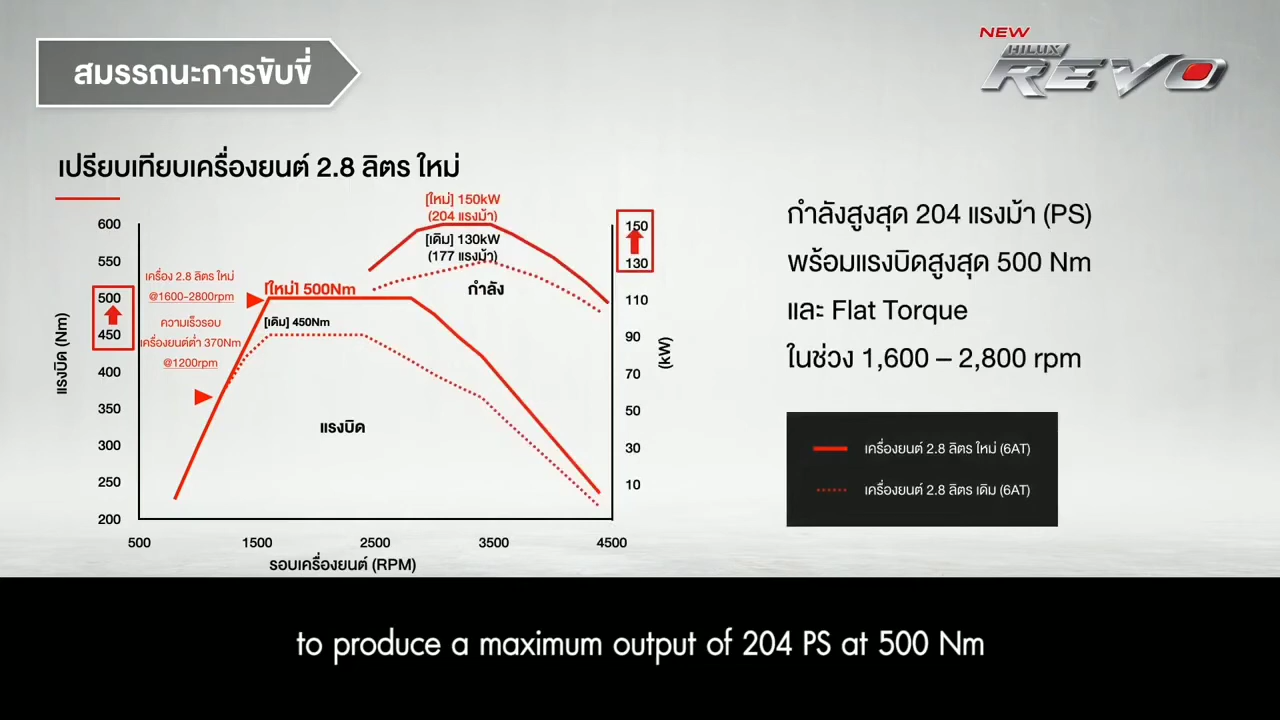 สมรรถนะการขับขี่
NEW
HILUX
REVO
เปรียบเทียบเครื่องยนต์ 2.8 ลิตร ใหม่
[ใหม่] 150kW
(204 แรงม้า)
[เดิม] 130kW
(177 แรงม้า)
กำลัง
เครื่อง 2.8 ลิตร ใหม่
@1600-2800rpm
[ใหม่] 500Nm
ความเร็วรอบ
เครื่องยนต์ต่ำ 370Nm
@1200rpm
[เดิม] 450Nm
แรงบิด
แรงบิด (Nm)
600
550
500
450
400
350
300
250
200
150
130
110
90
70
50
30
10
(kW)
500 1500 2500 3500 4500
รอบเครื่องยนต์ (RPM)
กำลังสูงสุด 204 แรงม้า (PS)
พร้อมแรงบิดสูงสุด 500 Nm
และ Flat Torque
ในช่วง 1,600 – 2,800 rpm
เครื่องยนต์ 2.8 ลิตร ใหม่ (6AT)
เครื่องยนต์ 2.8 ลิตร เดิม (6AT)
to produce a maximum output of 204 PS at 500 Nm